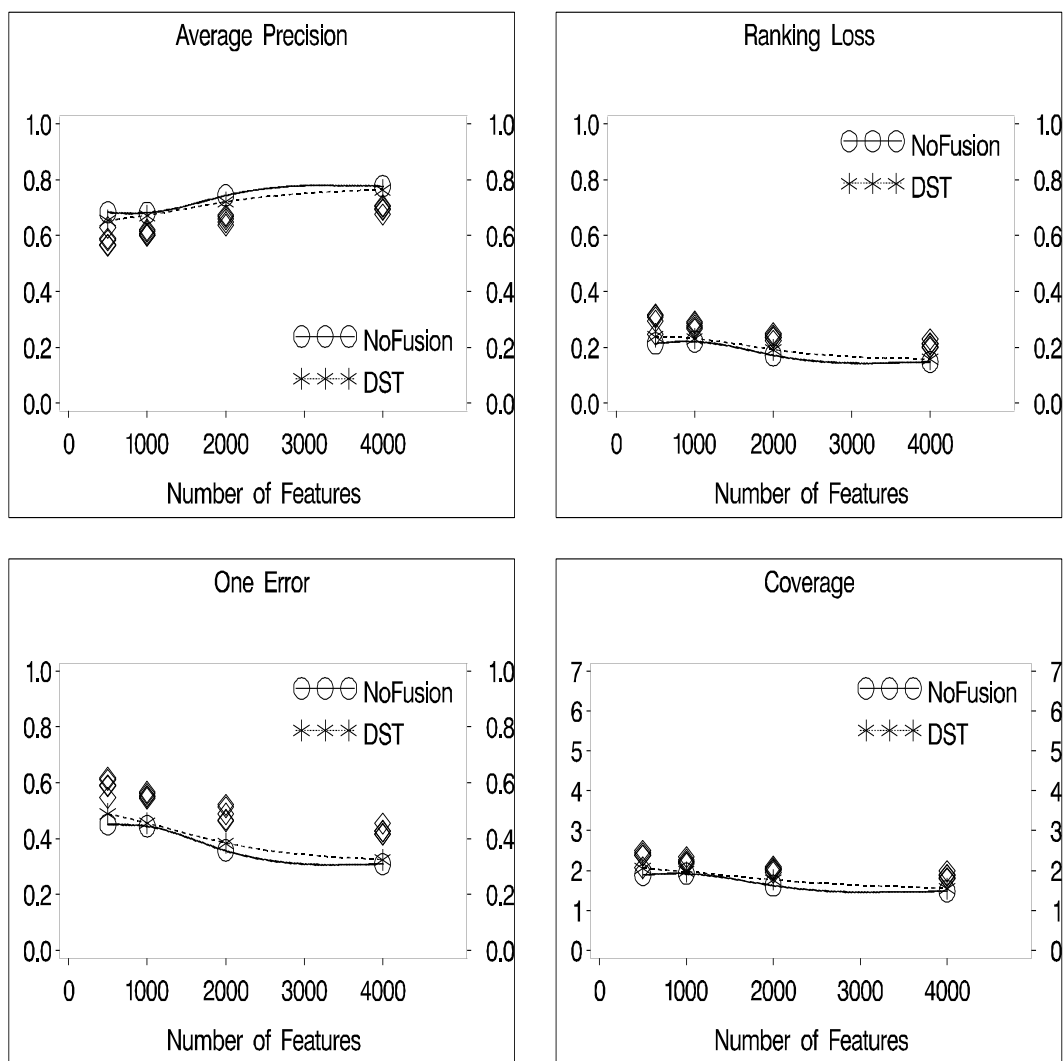 Average Precision
1.0 1.0
0.8 0.8
0.6 0.6
0.4 0.4
NoFusion
0.2 0.2
DST
0.0 0.0
0 1000 2000 3000 4000
Number of Features
Ranking Loss
1.0 1.0
NoFusion
0.8 0.8
DST
0.6 0.6
0.4 0.4
0.2 0.2
0.0 0.0
0 1000 2000 3000 4000
Number of Features
One Error
1.0 1.0
NoFusion
0.8 0.8
DST
0.6 0.6
0.4 0.4
0.2 0.2
0.0 0.0
0 1000 2000 3000 4000
Number of Features
Coverage
7 7
NoFusion
6 6
DST
5 5
4 4
3 3
2 2
1 1
0 0
0 1000 2000 3000 4000
Number of Features